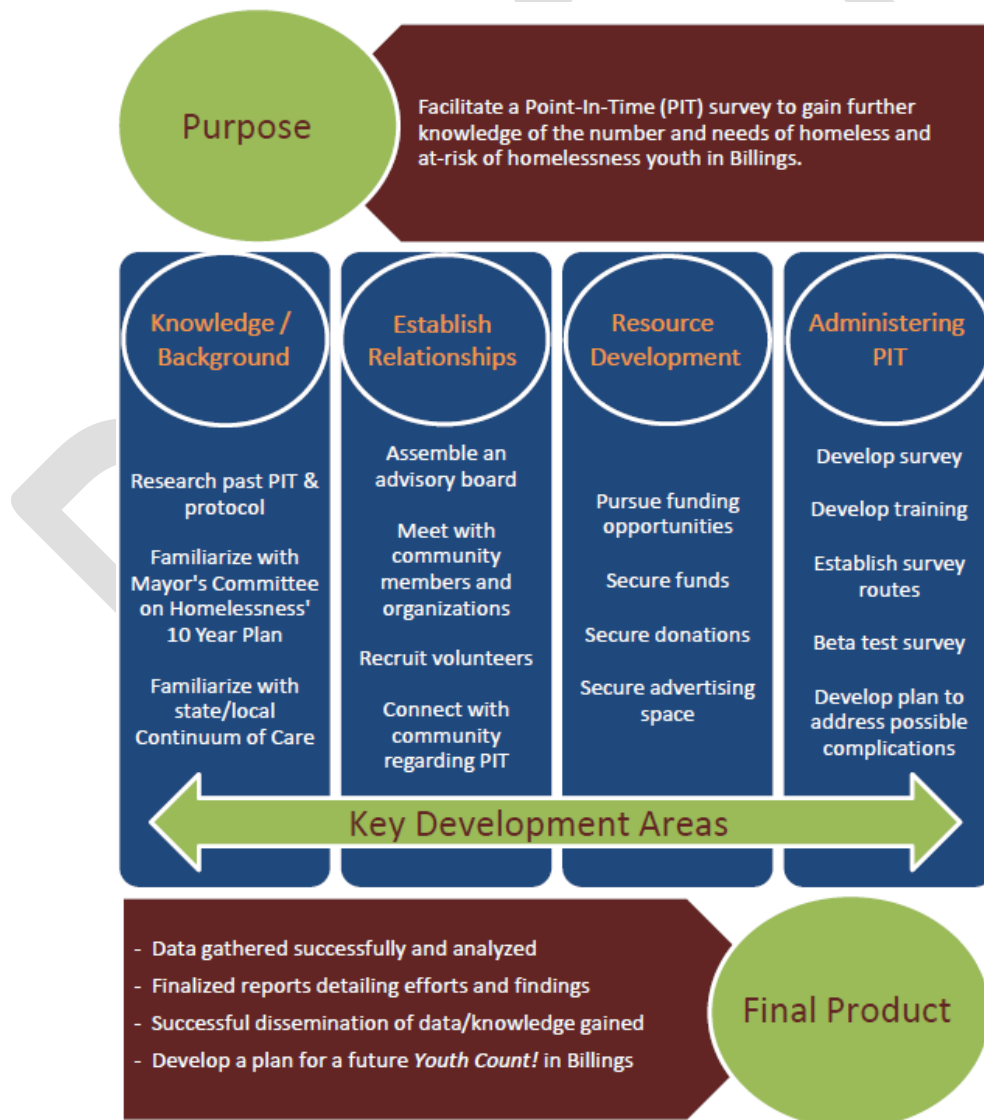 Purpose
Facilitate a Point-In-Time (PIT) survey to gain further
knowledge of the number and needs of homeless and
at-risk of homelessness youth in Billings.
Knowledge /
Background
Research past PIT &
protocol
Familiarize with
Mayor's Committee
on Homelessness'
10 Year Plan
Familiarize with
state/local
Continuum of Care
Establish
Relationships
Assemble an
advisory board
Meet with
community
members and
organizations
Recruit volunteers
Connect with
community
regarding PIT
Resource
Development
Pursue funding
opportunities
Secure funds
Secure donations
Secure advertising
space
Administering
PIT
Develop survey
Develop training
Establish survey
routes
Beta test survey
Develop plan to
address possible
complications
Key Development Areas
- Data gathered successfully and analyzed
- Finalized reports detailing efforts and findings
- Successful dissemination of data/knowledge gained
- Develop a plan for a future Youth Count! in Billings
Final Product